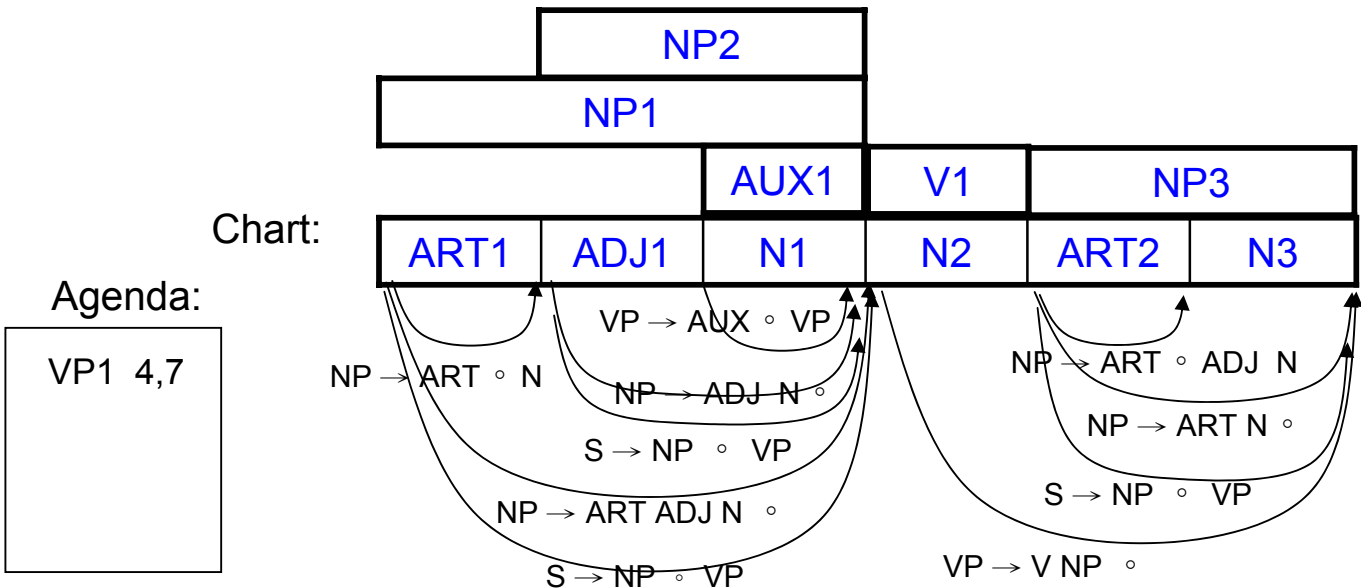 NP2
NP1
AUX1 V1 NP3
Chart:
ART1 ADJ1 N1 N2 ART2 N3
Agenda:
VP1 4,7
VP → AUX ∘ VP
NP → ART ∘ N
NP → ADJ N ∘
S → NP ∘ VP
NP → ART ADJ N ∘
S → NP ∘ VP
NP → ART ∘ ADJ N
NP → ART N ∘
S → NP ∘ VP
VP → V NP ∘